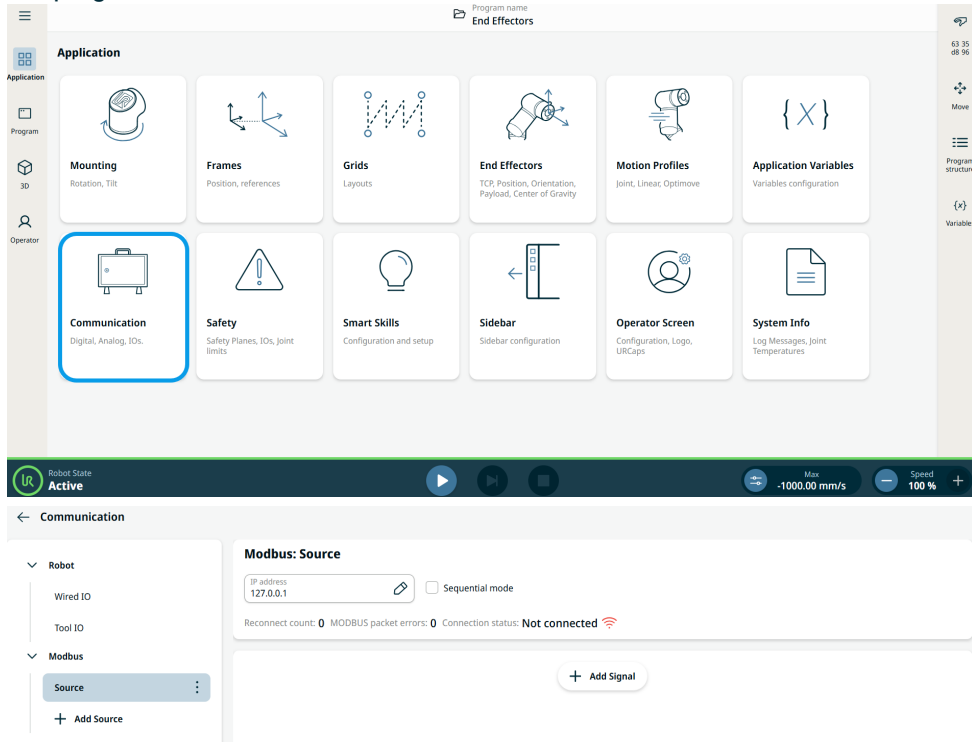 Program name
End Effectors
Application
63 35
d8 96
Application
Move
Program
Mounting
Rotation, Tilt
Frames
Position, references
Grids
Layouts
End Effectors
TCP, Position, Orientation,
Payload, Center of Gravity
Motion Profiles
Joint, Linear, Optimove
Application Variables
Variables configuration
Program
structure
3D
{x}
Variable
Operator
Communication
Digital, Analog, IOs.
Safety
Safety Planes, IOs, Joint
limits
Smart Skills
Configuration and setup
Sidebar
Sidebar configuration
Operator Screen
Configuration, Logo,
URCaps
System Info
Log Messages, Joint
Temperatures
Robot State
Active
Max
-1000.00 mm/s
Speed
100 %
Communication
Robot
Wired IO
Tool IO
Modbus
Source
Add Source
Modbus: Source
IP address
127.0.0.1
Sequential mode
Reconnect count: 0 MODBUS packet errors: 0 Connection status: Not connected
Add Signal